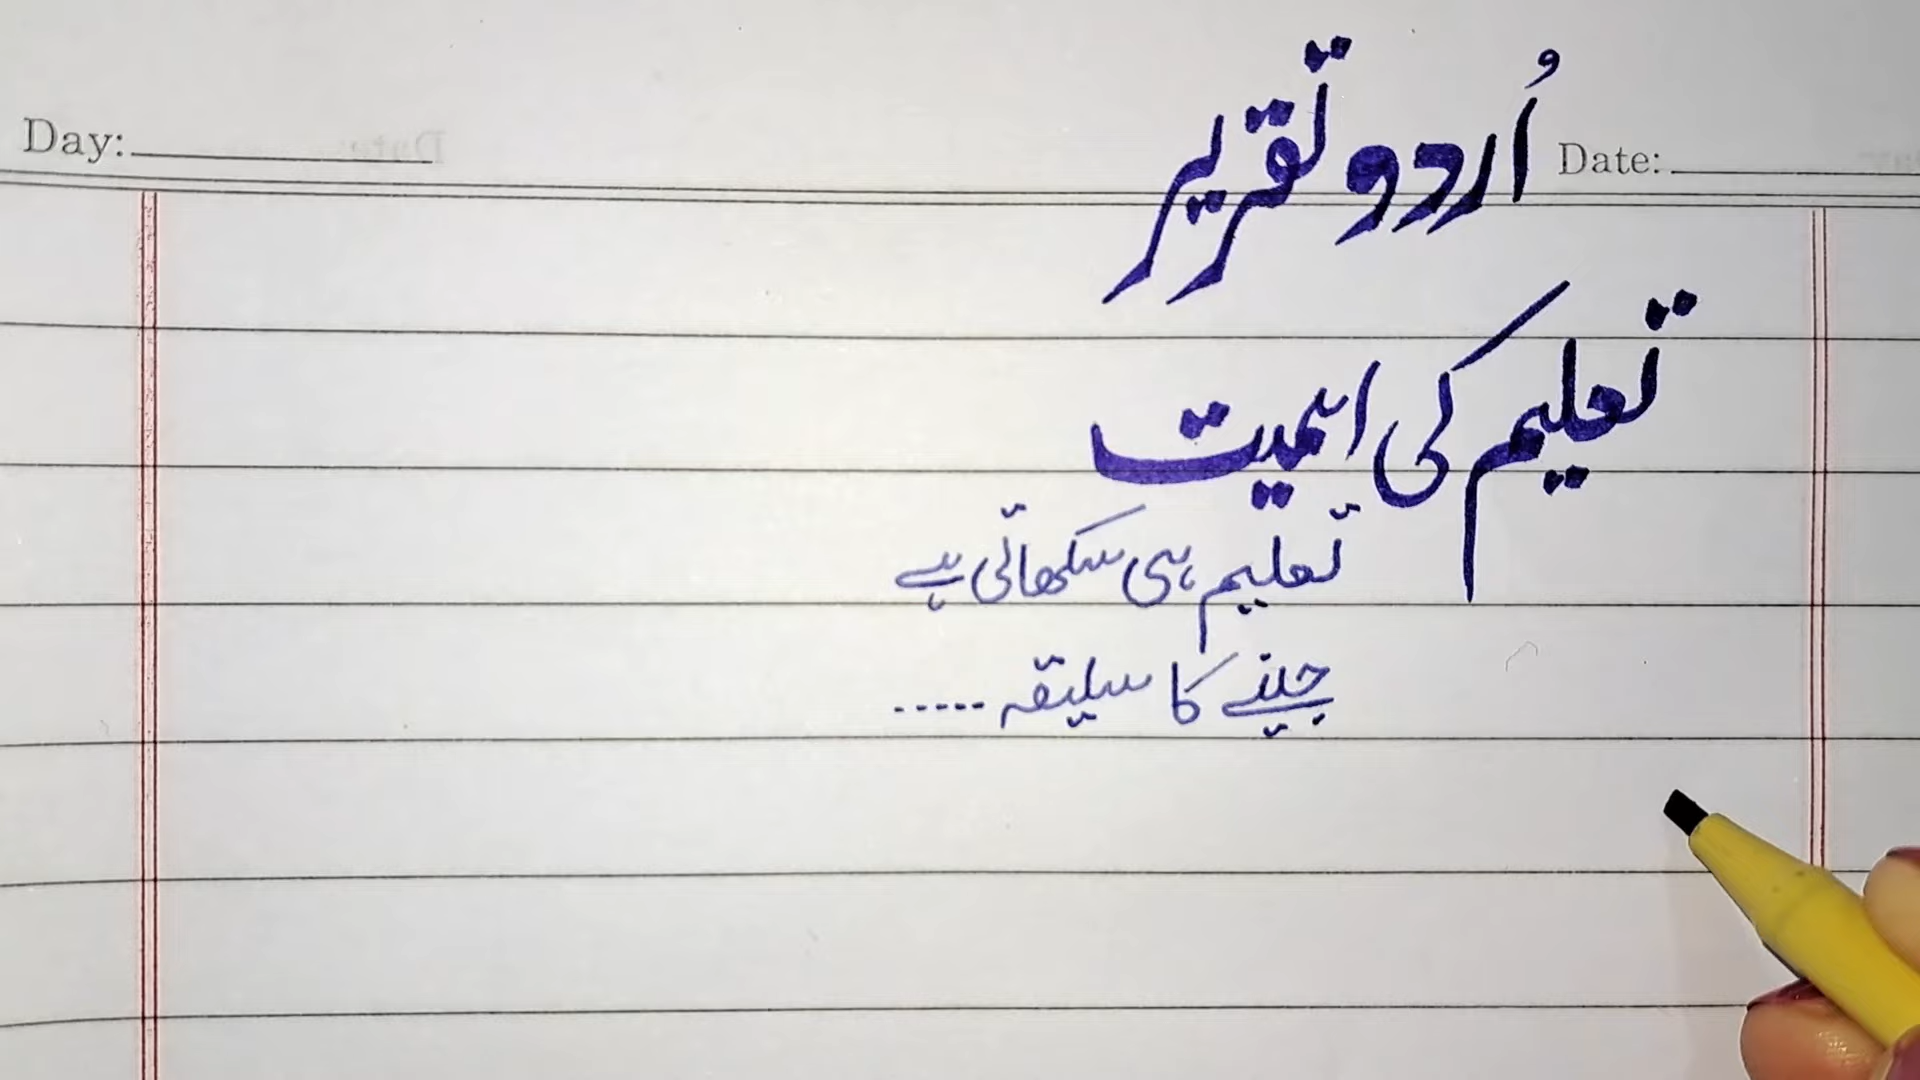 Day:
اُردو تقریر
Date:
تعلیم کی اہمیت
تعلیم ہی سکھاتی ہے
جینے کا سلیقہ .....